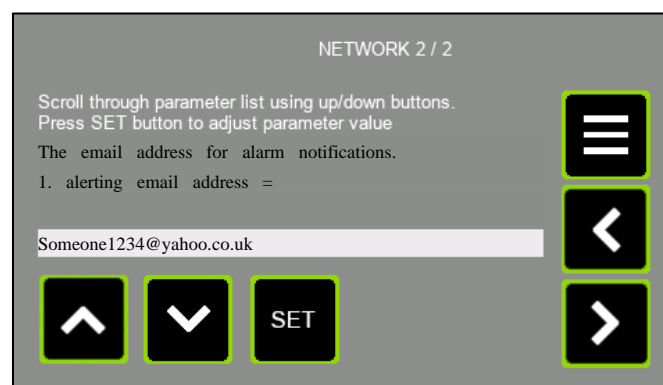 NETWORK 2 / 2
Scroll through parameter list using up/down buttons.
Press SET button to adjust parameter value
The email address for alarm notifications.
1. alerting email address =
Someone1234@yahoo.co.uk
SET